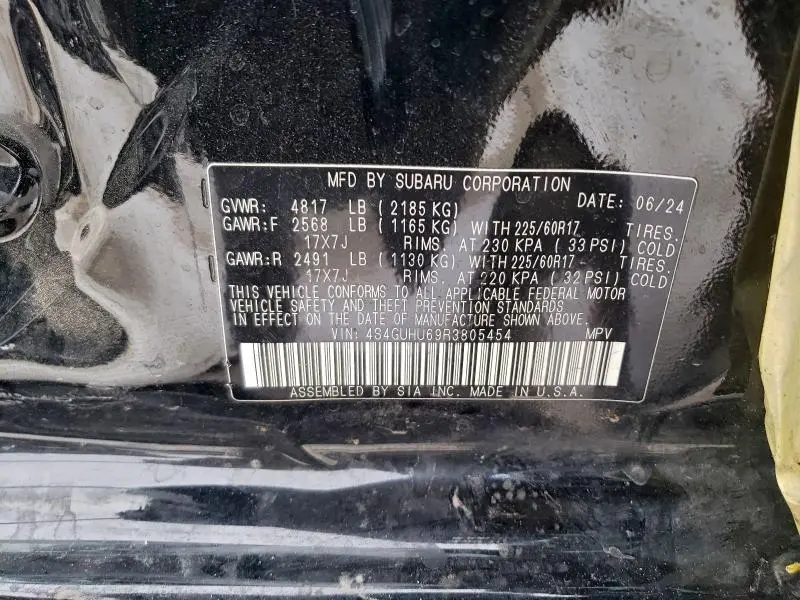 MFD BY SUBARU CORPORATION DATE: 06/24
GVWR: 4817 LB ( 2185 KG)
GAWR:F 2568 LB ( 1165 KG) WITH 225/60R17 TIRES.
17X7J RIMS. AT 230 KPA ( 33 PSI) COLD
GAWR:R 2491 LB ( 1130 KG) WITH 225/60R17 TIRES.
17X7J RIMS. AT 220 KPA ( 32 PSI) COLD
THIS VEHICLE CONFORMS TO ALL APPLICABLE FEDERAL MOTOR
VEHICLE SAFETY AND THEFT PREVENTION STANDARDS
IN EFFECT ON THE DATE OF MANUFACTURE SHOWN ABOVE.
VIN: 4S4GUHU69R3805454 MPV
ASSEMBLED BY SIA INC. MADE IN U.S.A.